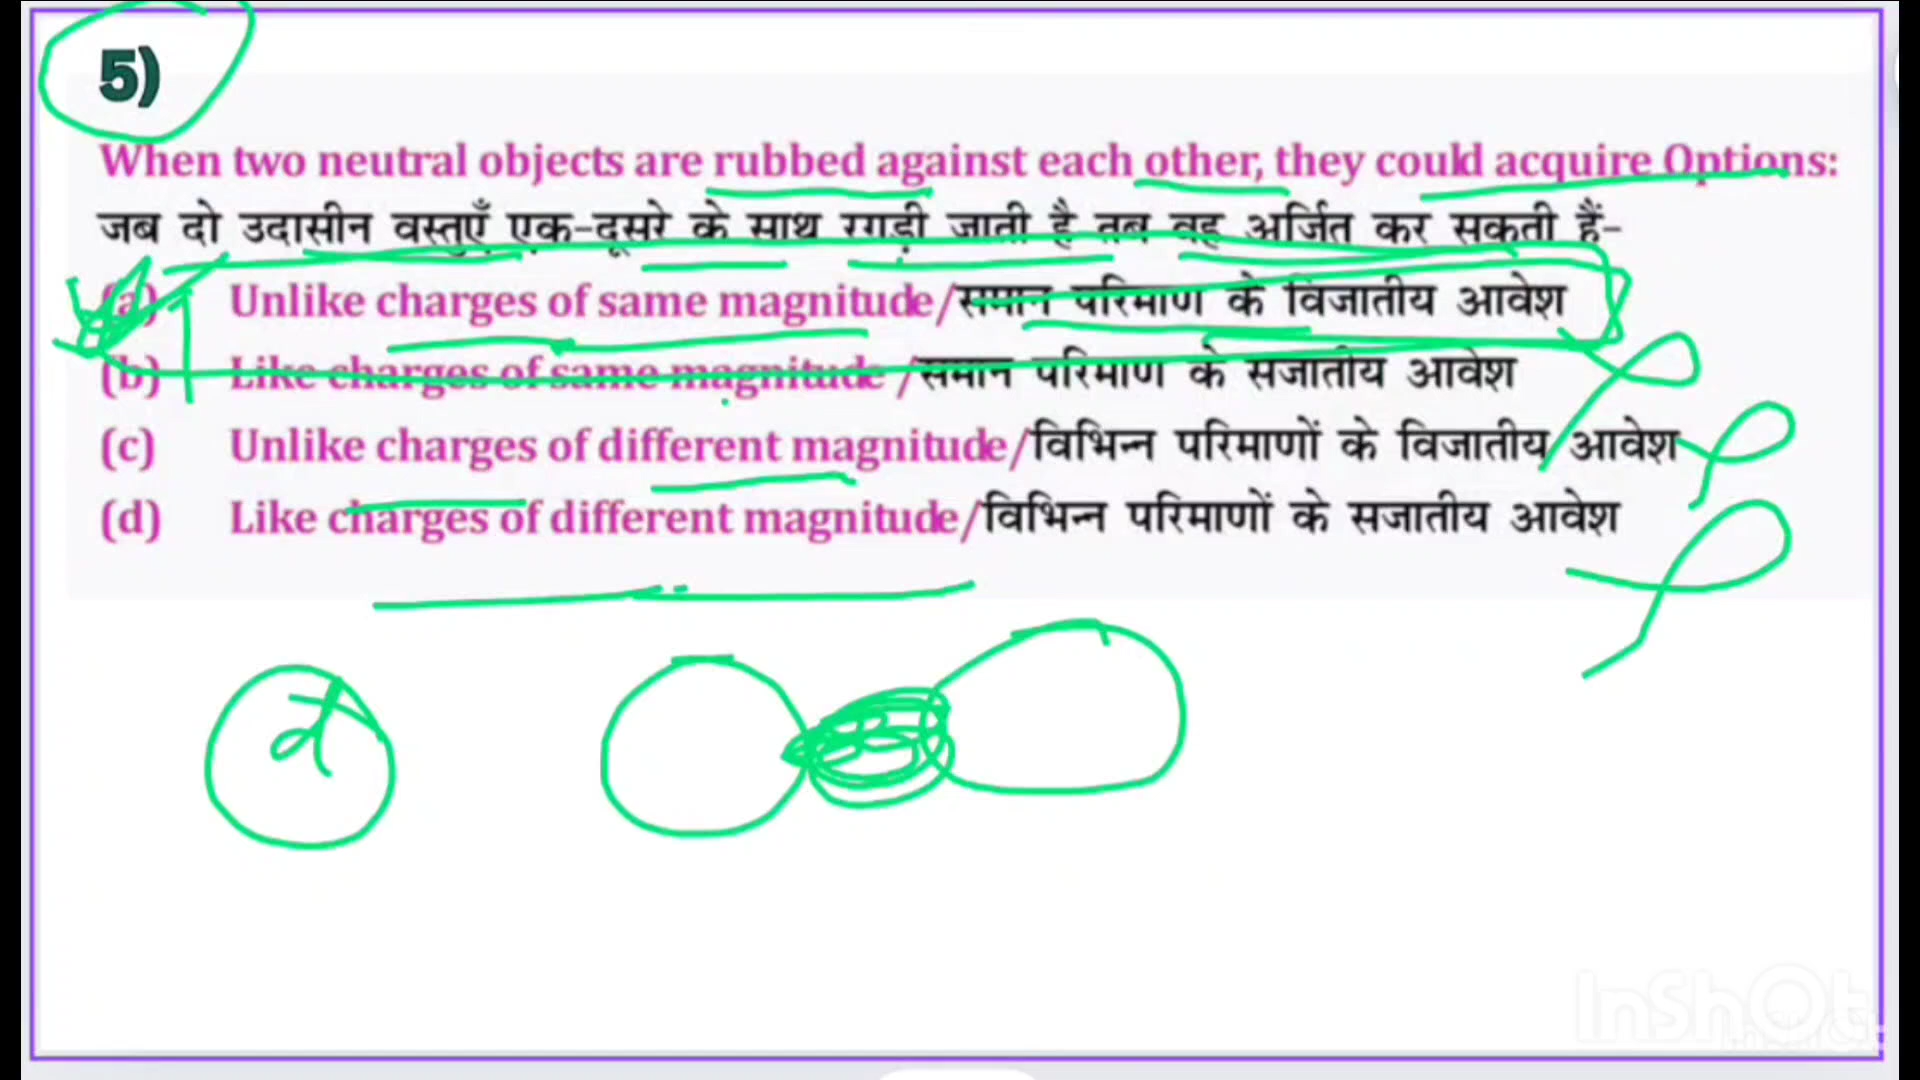 5)
When two neutral objects are rubbed against each other, they could acquire Options:
जब दो उदासीन वस्तुएँ एक-दूसरे के साथ रगड़ी जाती है तब वह अर्जित कर सकती हैं-
(a) Unlike charges of same magnitude/समान परिमाण के विजातीय आवेश
(b) Like charges of same magnitude /समान परिमाण के सजातीय आवेश
(c) Unlike charges of different magnitude/विभिन्न परिमाणों के विजातीय आवेश
(d) Like charges of different magnitude/विभिन्न परिमाणों के सजातीय आवेश
InShOt